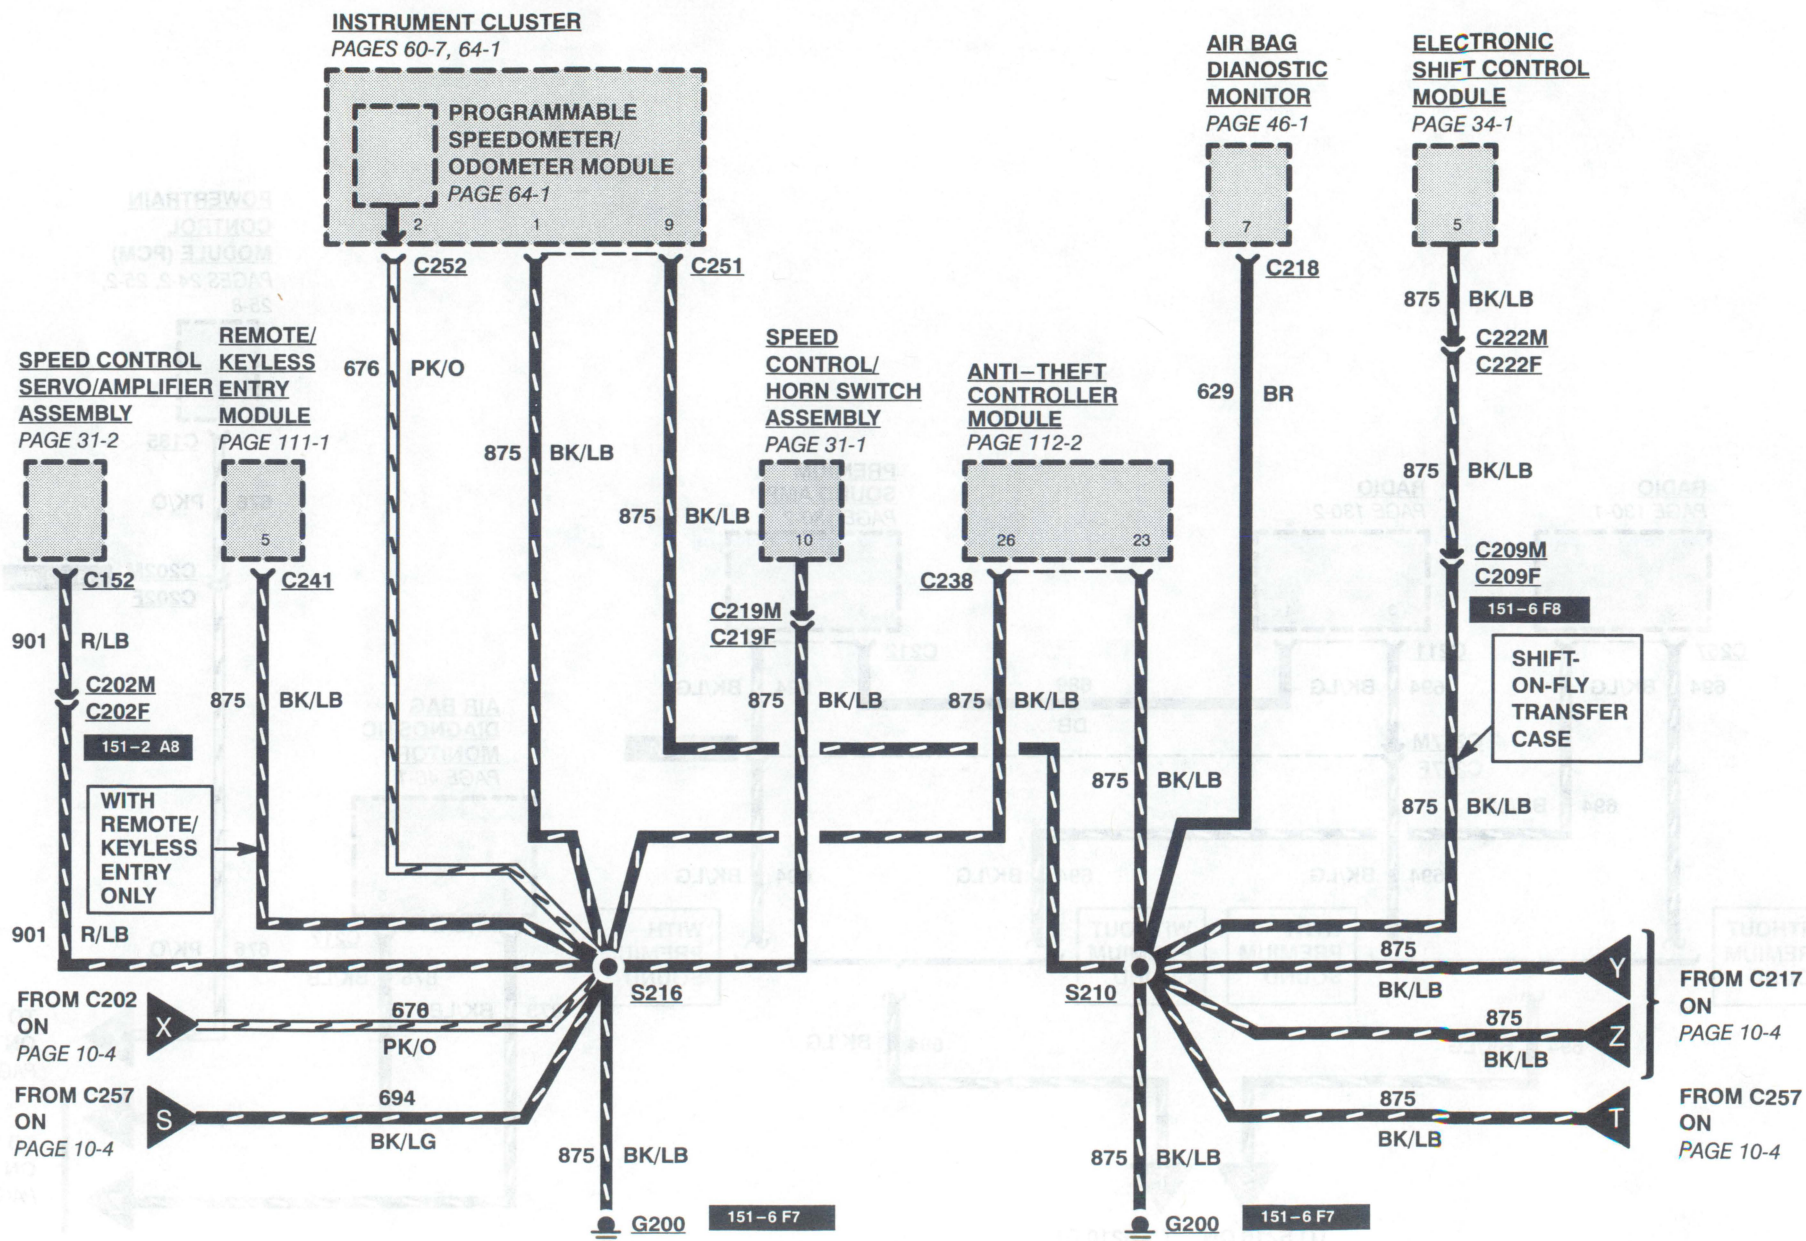 INSTRUMENT CLUSTER
PAGES 60-7, 64-1
PROGRAMMABLE
SPEEDOMETER/
ODOMETER MODULE
PAGE 64-1
2
1
9
C252
C251
AIR BAG
DIANOSTIC
MONITOR
PAGE 46-1
7
C218
ELECTRONIC
SHIFT CONTROL
MODULE
PAGE 34-1
5
875 BK/LB
C222M
C222F
SPEED CONTROL
SERVO/AMPLIFIER
ASSEMBLY
PAGE 31-2
REMOTE/
KEYLESS
ENTRY
MODULE
PAGE 111-1
5
676 PK/O
875 BK/LB
875 BK/LB
SPEED
CONTROL/
HORN SWITCH
ASSEMBLY
PAGE 31-1
10
ANTI-THEFT
CONTROLLER
MODULE
PAGE 112-2
26
23
629 BR
875 BK/LB
C209M
C209F
151-6 F8
C152
C241
C219M
C219F
C238
901 R/LB
C202M
C202F
151-2 A8
875 BK/LB
875 BK/LB
875 BK/LB
875 BK/LB
SHIFT-
ON-FLY
TRANSFER
CASE
875 BK/LB
WITH
REMOTE/
KEYLESS
ENTRY
ONLY
901 R/LB
S216
S210
FROM C202
ON
PAGE 10-4
X
676
PK/O
FROM C257
ON
PAGE 10-4
S
694
BK/LG
875 BK/LB
G200
151-6 F7
875
BK/LB
Y
875
BK/LB
Z
FROM C217
ON
PAGE 10-4
875
BK/LB
T
FROM C257
ON
PAGE 10-4
875 BK/LB
G200
151-6 F7